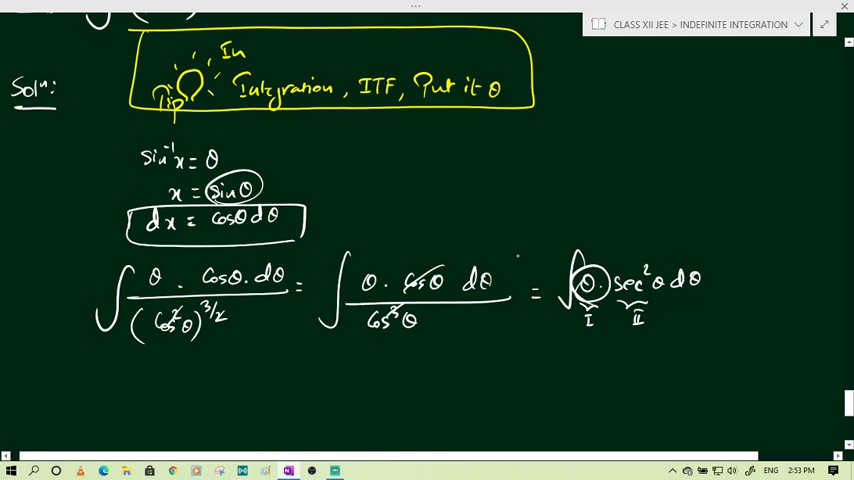 CLASS XII JEE > INDEFINITE INTEGRATION
In
Solⁿ: Tip Integration, ITF, Put it θ
sin⁻¹x = θ
x = sinθ
dx = cosθ dθ
∫ θ · cosθ · dθ / (cos²θ)^(3/2) = ∫ θ · cosθ dθ / cos³θ = ∫ θ · sec²θ dθ
I II
ENG 2:53 PM